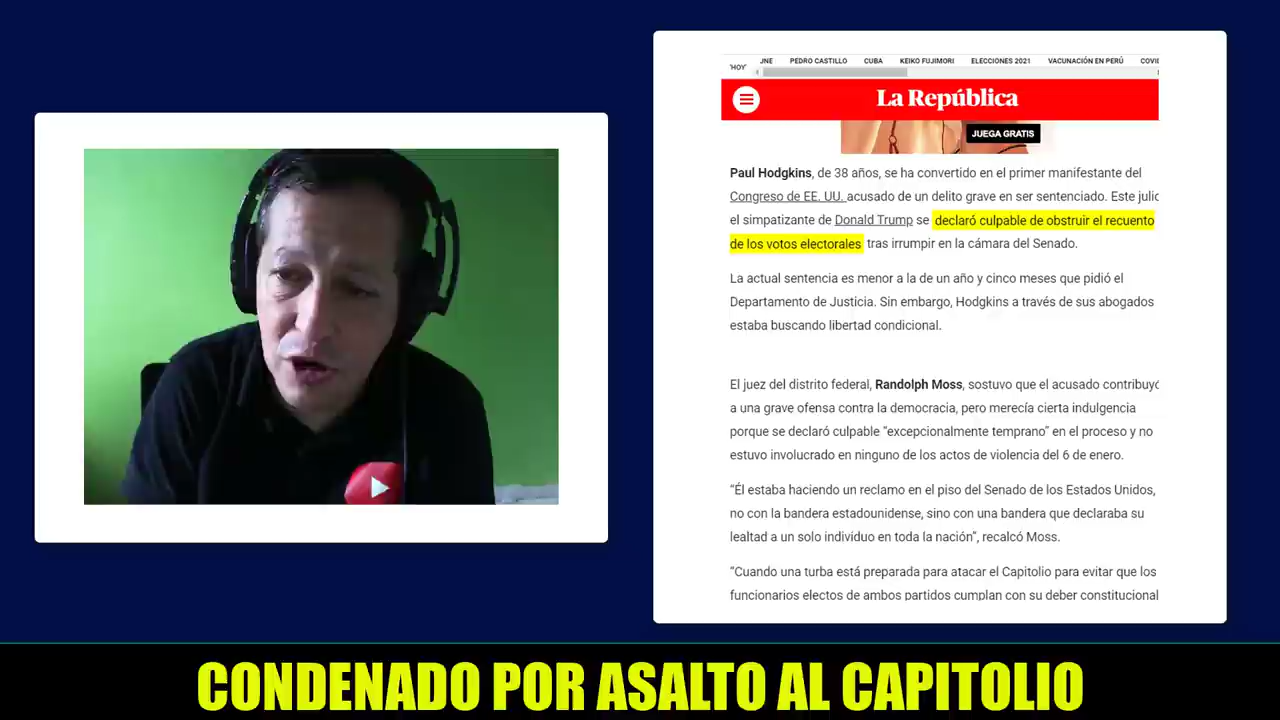 'HOY'
UNE PEDRO CASTILLO CUBA KEIKO FUJIMORI ELECCIONES 2021 VACUNACIÓN EN PERÚ COVI
La República
JUEGA GRATIS
Paul Hodgkins, de 38 años, se ha convertido en el primer manifestante del
Congreso de EE. UU. acusado de un delito grave en ser sentenciado. Este julio
el simpatizante de Donald Trump se declaró culpable de obstruir el recuento
de los votos electorales tras irrumpir en la cámara del Senado.
La actual sentencia es menor a la de un año y cinco meses que pidió el
Departamento de Justicia. Sin embargo, Hodgkins a través de sus abogados
estaba buscando libertad condicional.
El juez del distrito federal, Randolph Moss, sostuvo que el acusado contribuyó
a una grave ofensa contra la democracia, pero merecía cierta indulgencia
porque se declaró culpable “excepcionalmente temprano” en el proceso y no
estuvo involucrado en ninguno de los actos de violencia del 6 de enero.
“Él estaba haciendo un reclamo en el piso del Senado de los Estados Unidos,
no con la bandera estadounidense, sino con una bandera que declaraba su
lealtad a un solo individuo en toda la nación”, recalcó Moss.
“Cuando una turba está preparada para atacar el Capitolio para evitar que los
funcionarios electos de ambos partidos cumplan con su deber constitucional
CONDENADO POR ASALTO AL CAPITOLIO